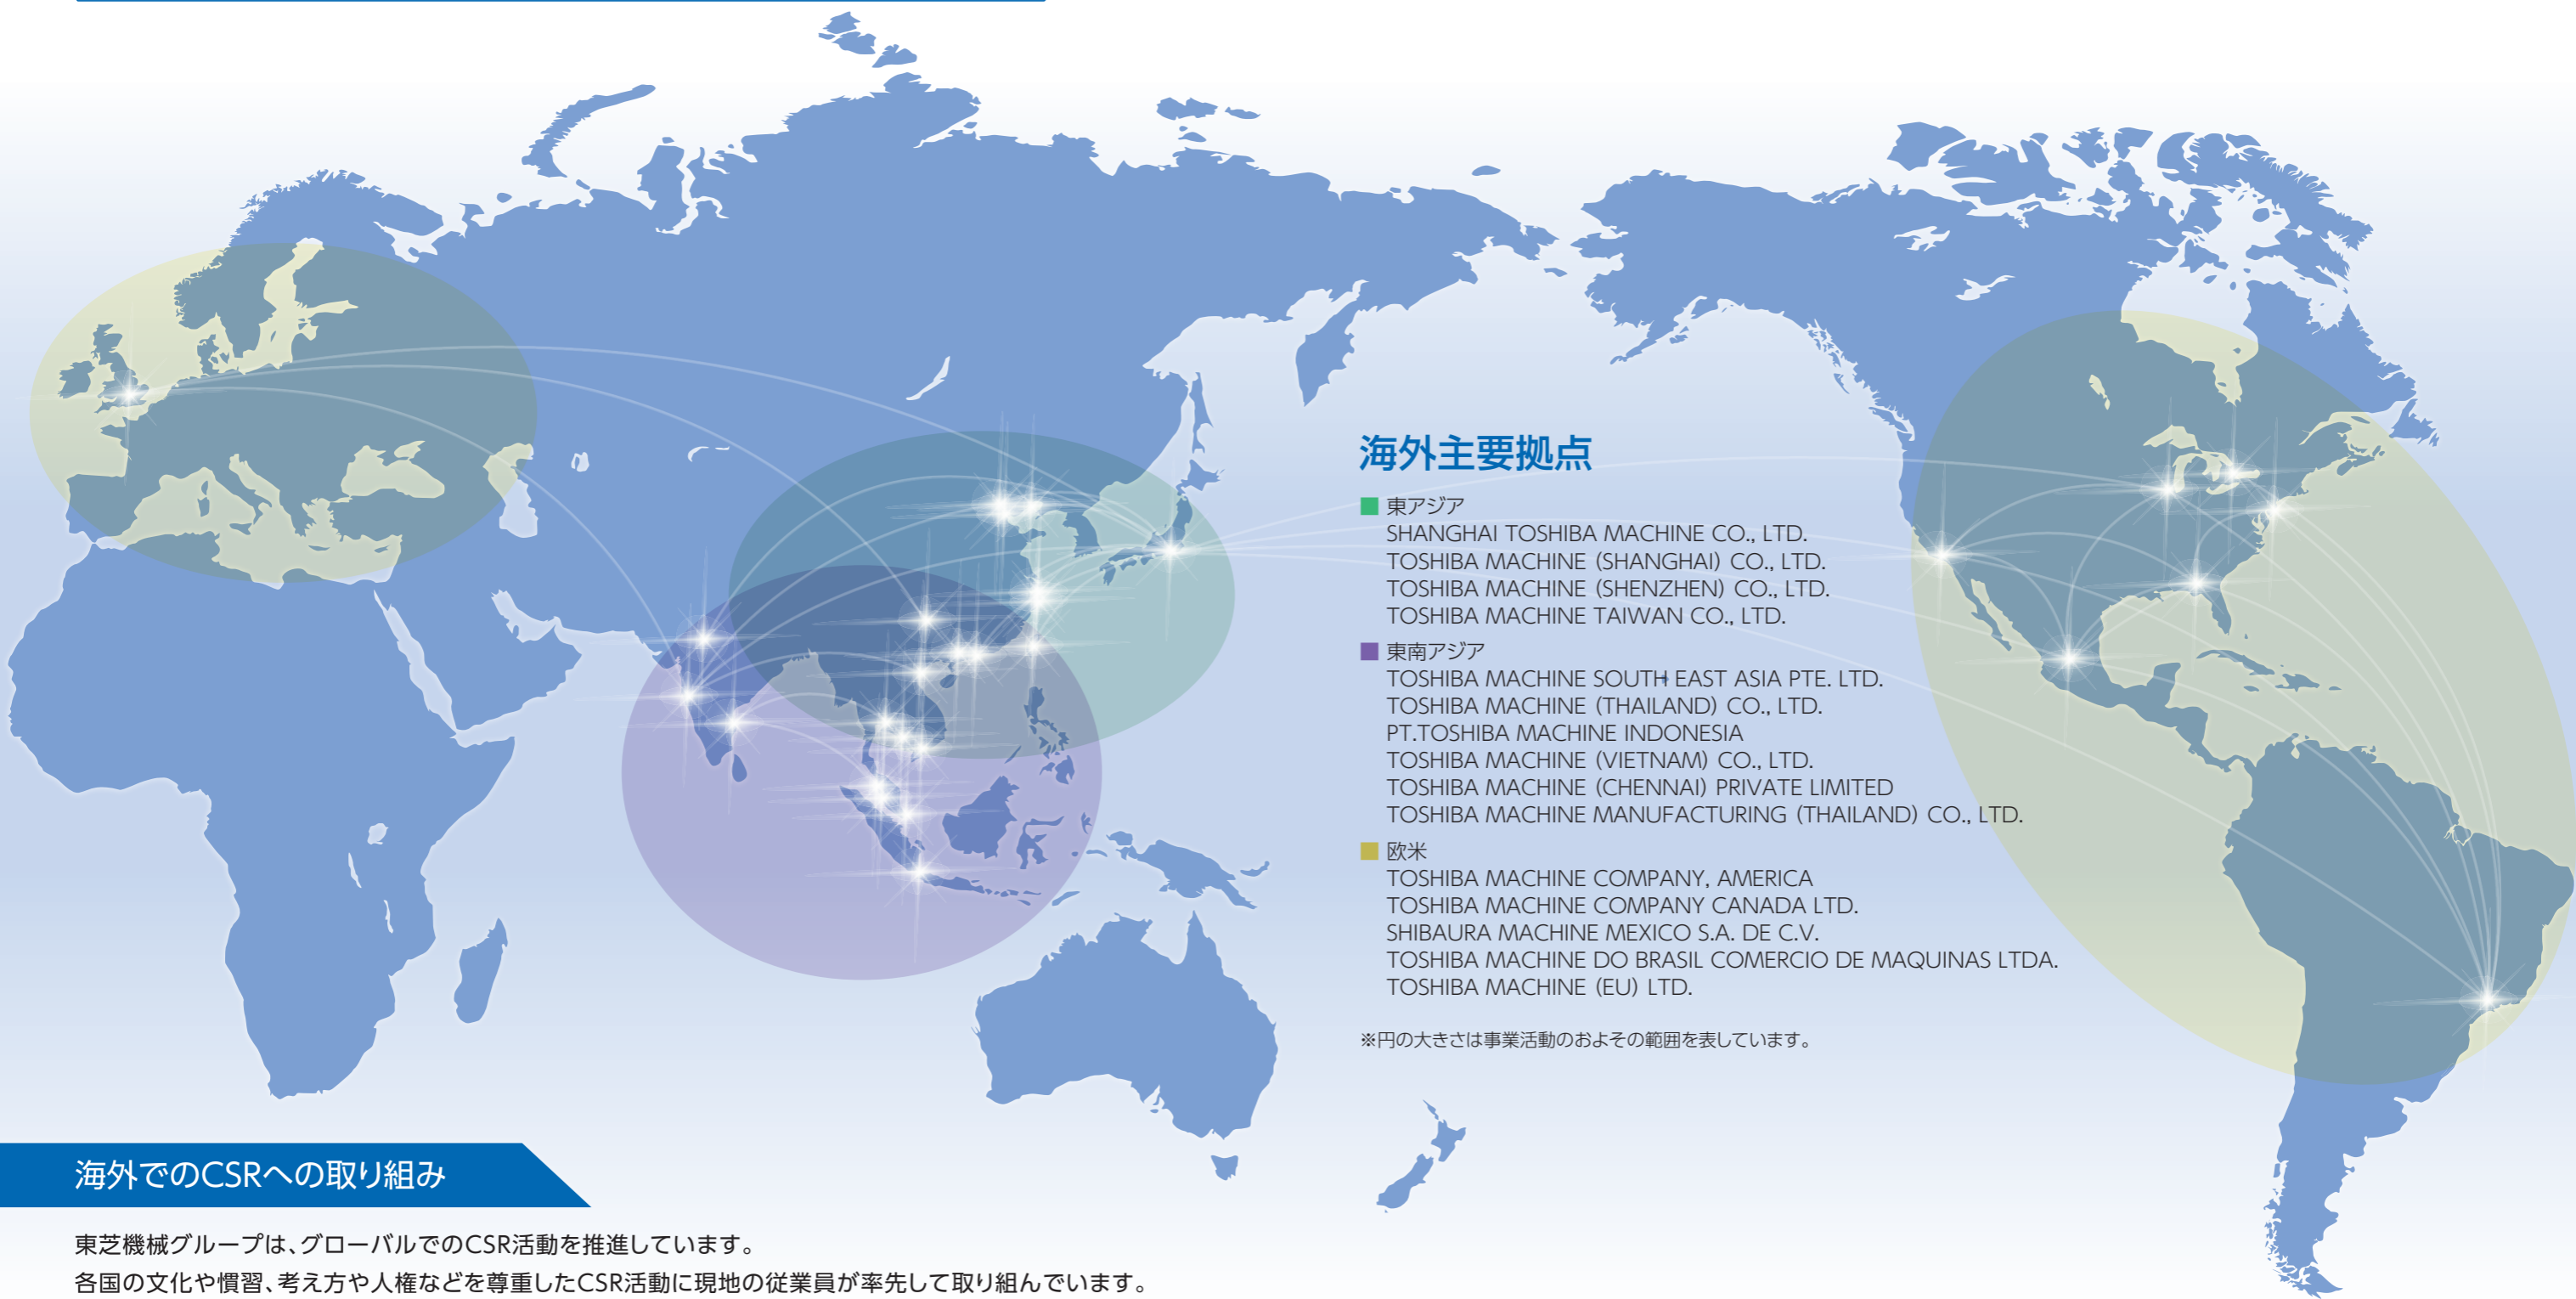 海外主要拠点
■ 東アジア
SHANGHAI TOSHIBA MACHINE CO., LTD.
TOSHIBA MACHINE (SHANGHAI) CO., LTD.
TOSHIBA MACHINE (SHENZHEN) CO., LTD.
TOSHIBA MACHINE TAIWAN CO., LTD.
■ 東南アジア
TOSHIBA MACHINE SOUTH EAST ASIA PTE. LTD.
TOSHIBA MACHINE (THAILAND) CO., LTD.
PT.TOSHIBA MACHINE INDONESIA
TOSHIBA MACHINE (VIETNAM) CO., LTD.
TOSHIBA MACHINE (CHENNAI) PRIVATE LIMITED
TOSHIBA MACHINE MANUFACTURING (THAILAND) CO., LTD.
■ 欧米
TOSHIBA MACHINE COMPANY, AMERICA
TOSHIBA MACHINE COMPANY CANADA LTD.
SHIBAURA MACHINE MEXICO S.A. DE C.V.
TOSHIBA MACHINE DO BRASIL COMERCIO DE MAQUINAS LTDA.
TOSHIBA MACHINE (EU) LTD.
※円の大きさは事業活動のおよその範囲を表しています。
海外でのCSRへの取り組み
東芝機械グループは、グローバルでのCSR活動を推進しています。
各国の文化や慣習、考え方や人権などを尊重したCSR活動に現地の従業員が率先して取り組んでいます。